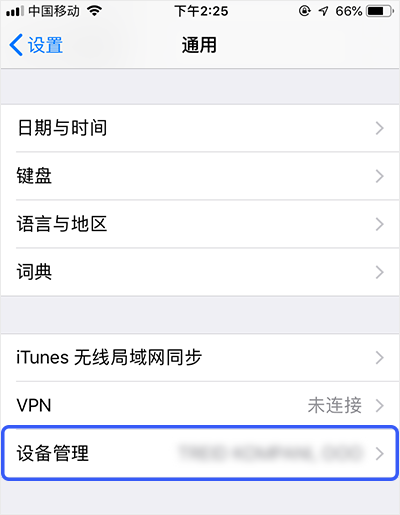 中国移动 下午2:25 66%
设置 通用
日期与时间
键盘
语言与地区
词典
iTunes 无线局域网同步
VPN 未连接
设备管理